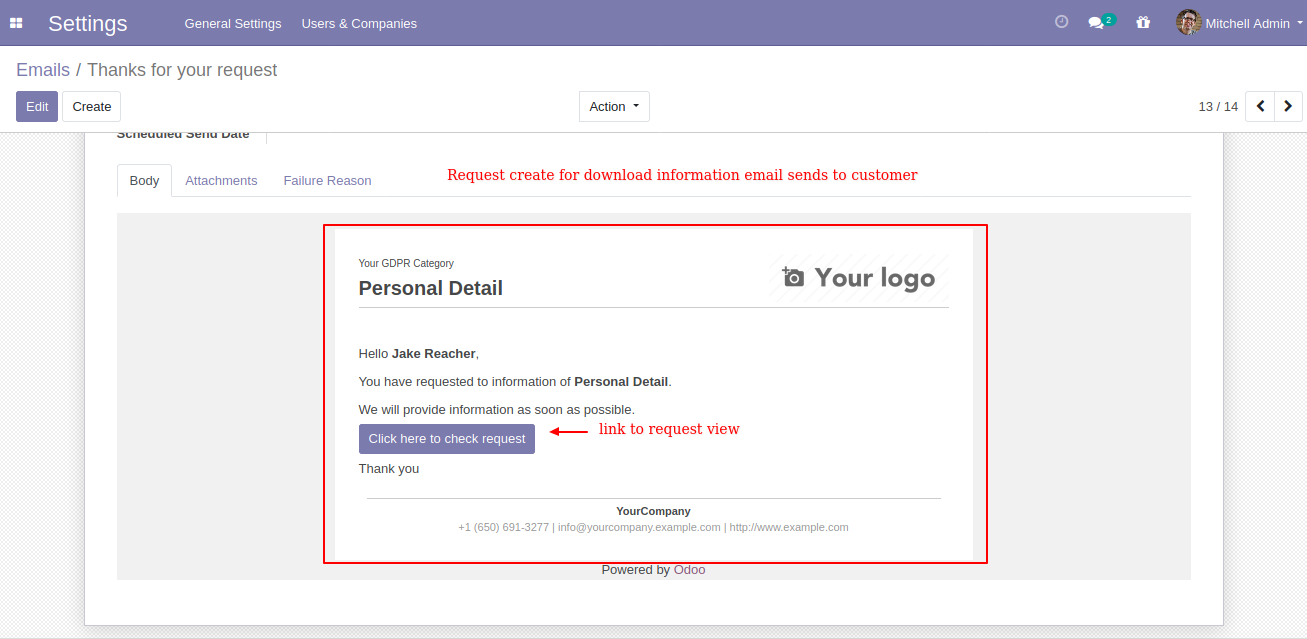 Settings General Settings Users & Companies 2 Mitchell Admin
Emails / Thanks for your request
Edit Create Action 13 / 14
Scheduled Send Date
Body Attachments Failure Reason Request create for download information email sends to customer
Your GDPR Category
Personal Detail
Your logo
Hello Jake Reacher,
You have requested to information of Personal Detail.
We will provide information as soon as possible.
Click here to check request link to request view
Thank you
YourCompany
+1 (650) 691-3277 | info@yourcompany.example.com | http://www.example.com
Powered by Odoo